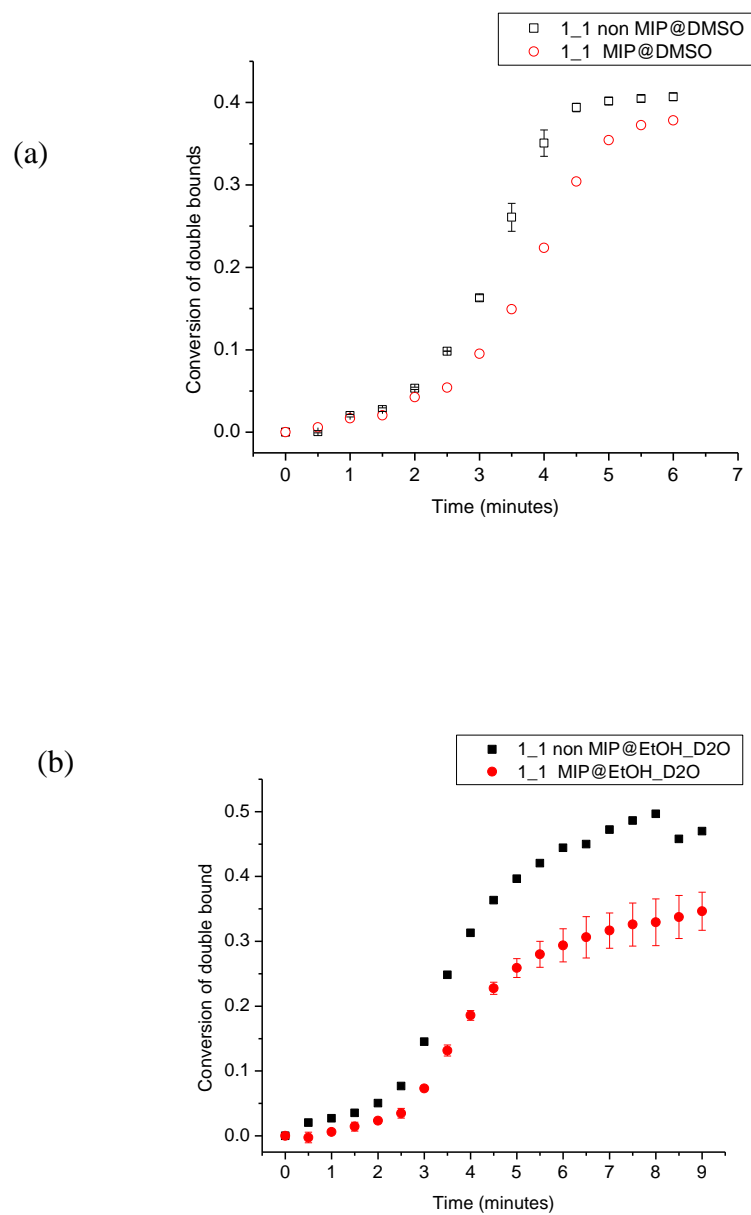 1_1 non MIP@DMSO
1_1 MIP@DMSO
(a)
Conversion of double bounds
0.4
0.3
0.2
0.1
0.0
0 1 2 3 4 5 6 7
Time (minutes)
1_1 non MIP@EtOH_D2O
1_1 MIP@EtOH_D2O
(b)
Conversion of double bound
0.5
0.4
0.3
0.2
0.1
0.0
0 1 2 3 4 5 6 7 8 9
Time (minutes)